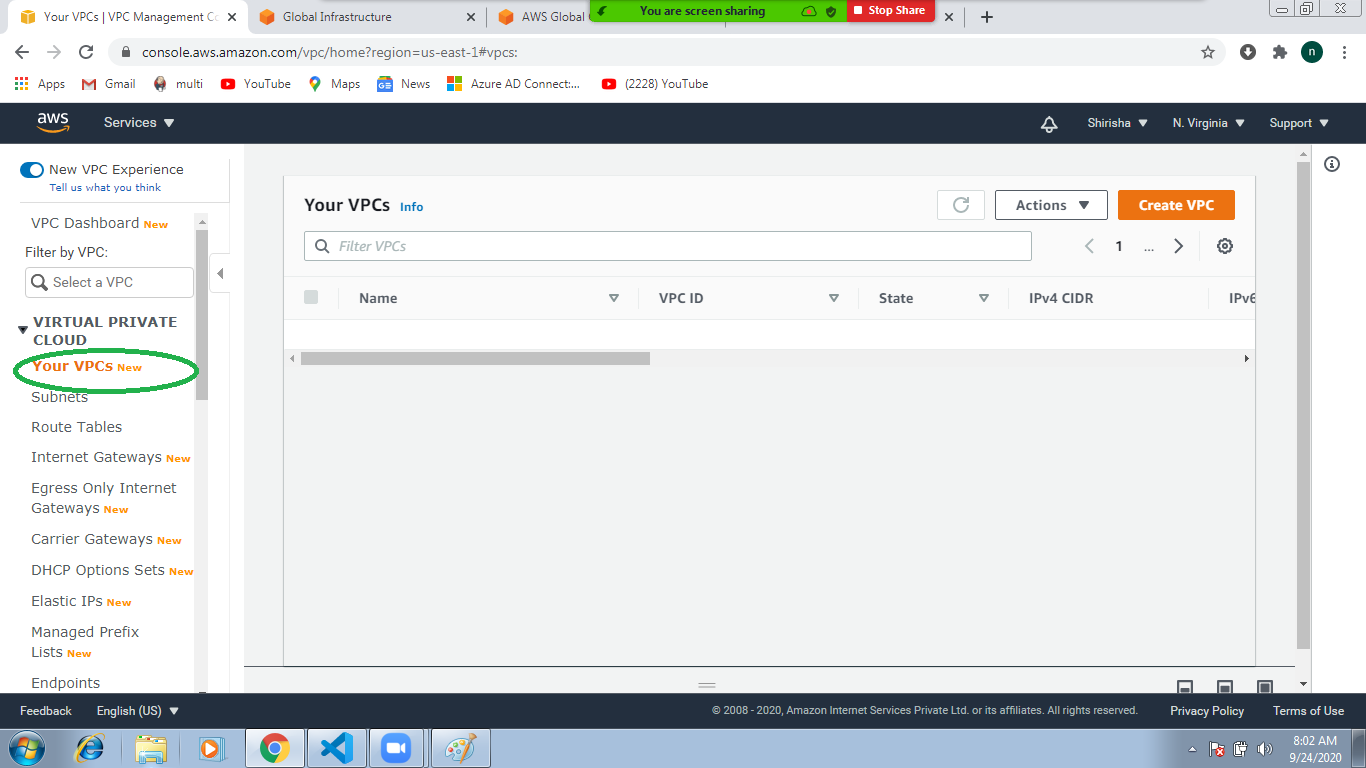 Your VPCs | VPC Management Co
Global Infrastructure
AWS Global
You are screen sharing
Stop Share
console.aws.amazon.com/vpc/home?region=us-east-1#vpcs:
n
Apps
Gmail
multi
YouTube
Maps
News
Azure AD Connect:...
(2228) YouTube
aws
Services
Shirisha
N. Virginia
Support
New VPC Experience
Tell us what you think
VPC Dashboard New
Filter by VPC:
Select a VPC
VIRTUAL PRIVATE
CLOUD
Your VPCs New
Subnets
Route Tables
Internet Gateways New
Egress Only Internet
Gateways New
Carrier Gateways New
DHCP Options Sets New
Elastic IPs New
Managed Prefix
Lists New
Endpoints
Your VPCs Info
Actions
Create VPC
Filter VPCs
1 ...
Name
VPC ID
State
IPv4 CIDR
IPv6
Feedback
English (US)
© 2008 - 2020, Amazon Internet Services Private Ltd. or its affiliates. All rights reserved.
Privacy Policy
Terms of Use
8:02 AM
9/24/2020